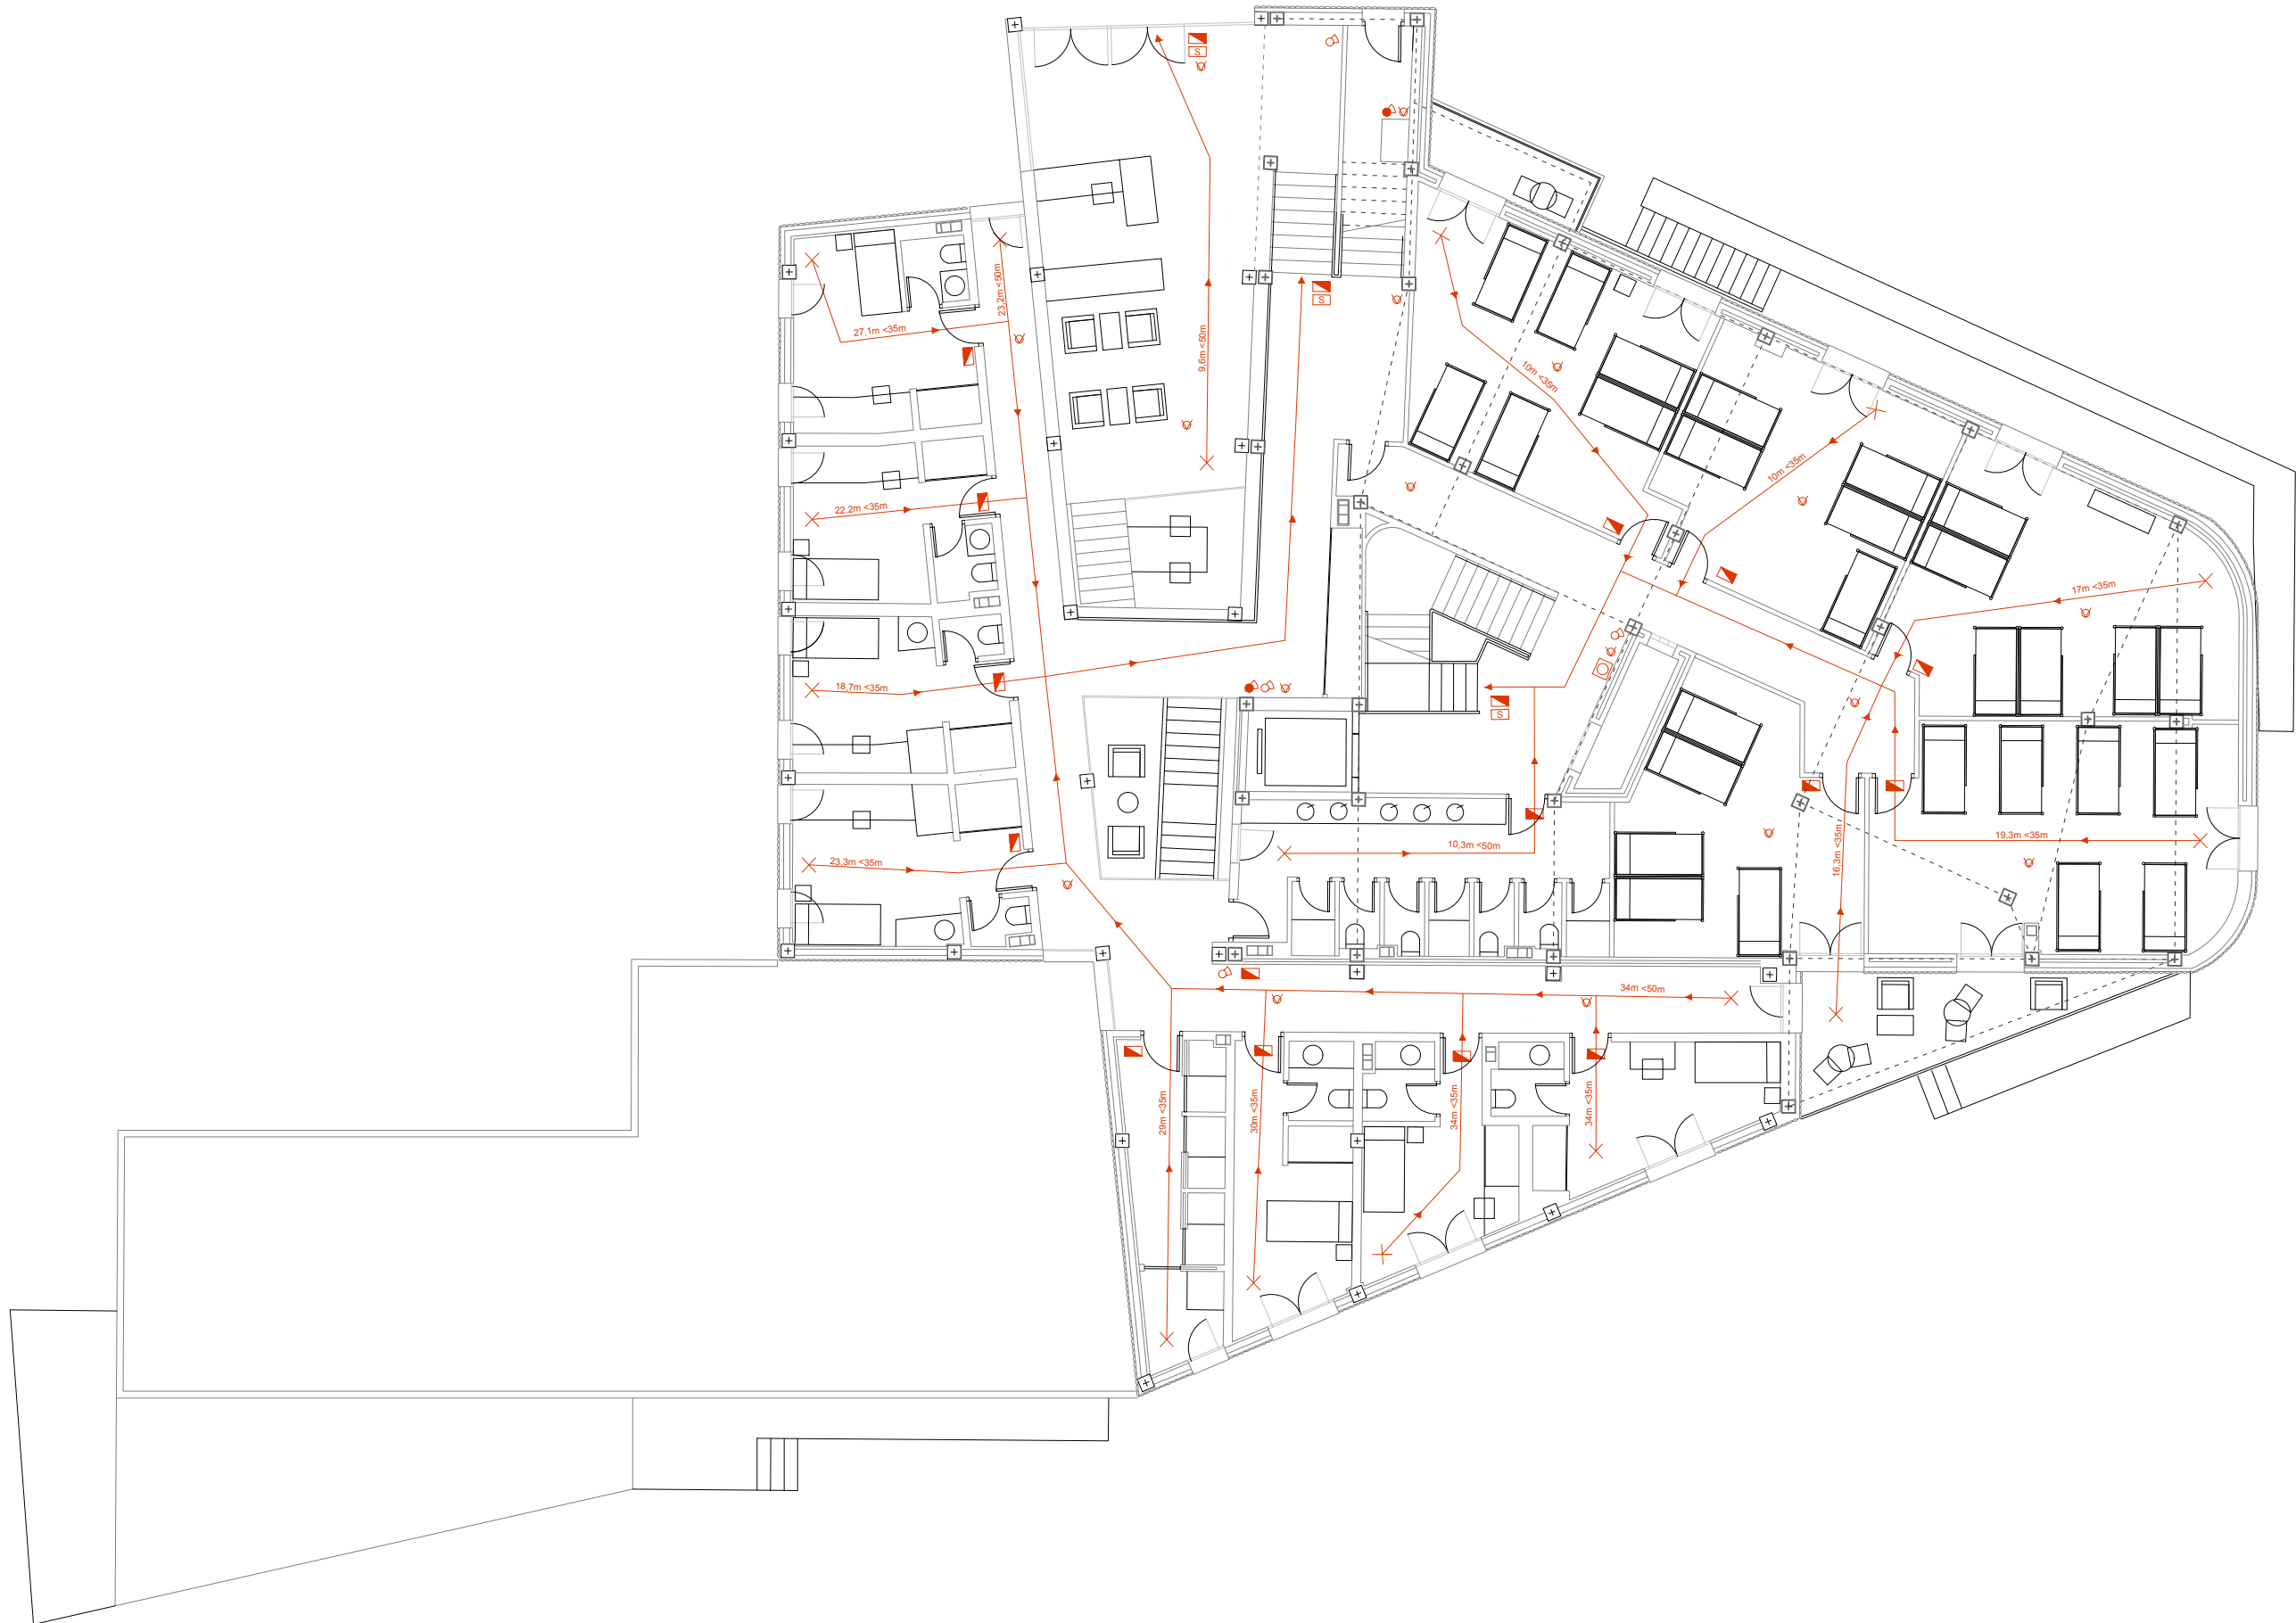 S
23,2m <50m
S
27,1m <35m
9,6m <50m
10m <35m
10m <35m
22,2m <35m
17m <35m
18,7m <35m
S
19,3m <35m
10,3m <50m
16,3m <35m
23,3m <35m
34m <50m
29m <35m
30m <35m
34m <35m
34m <35m